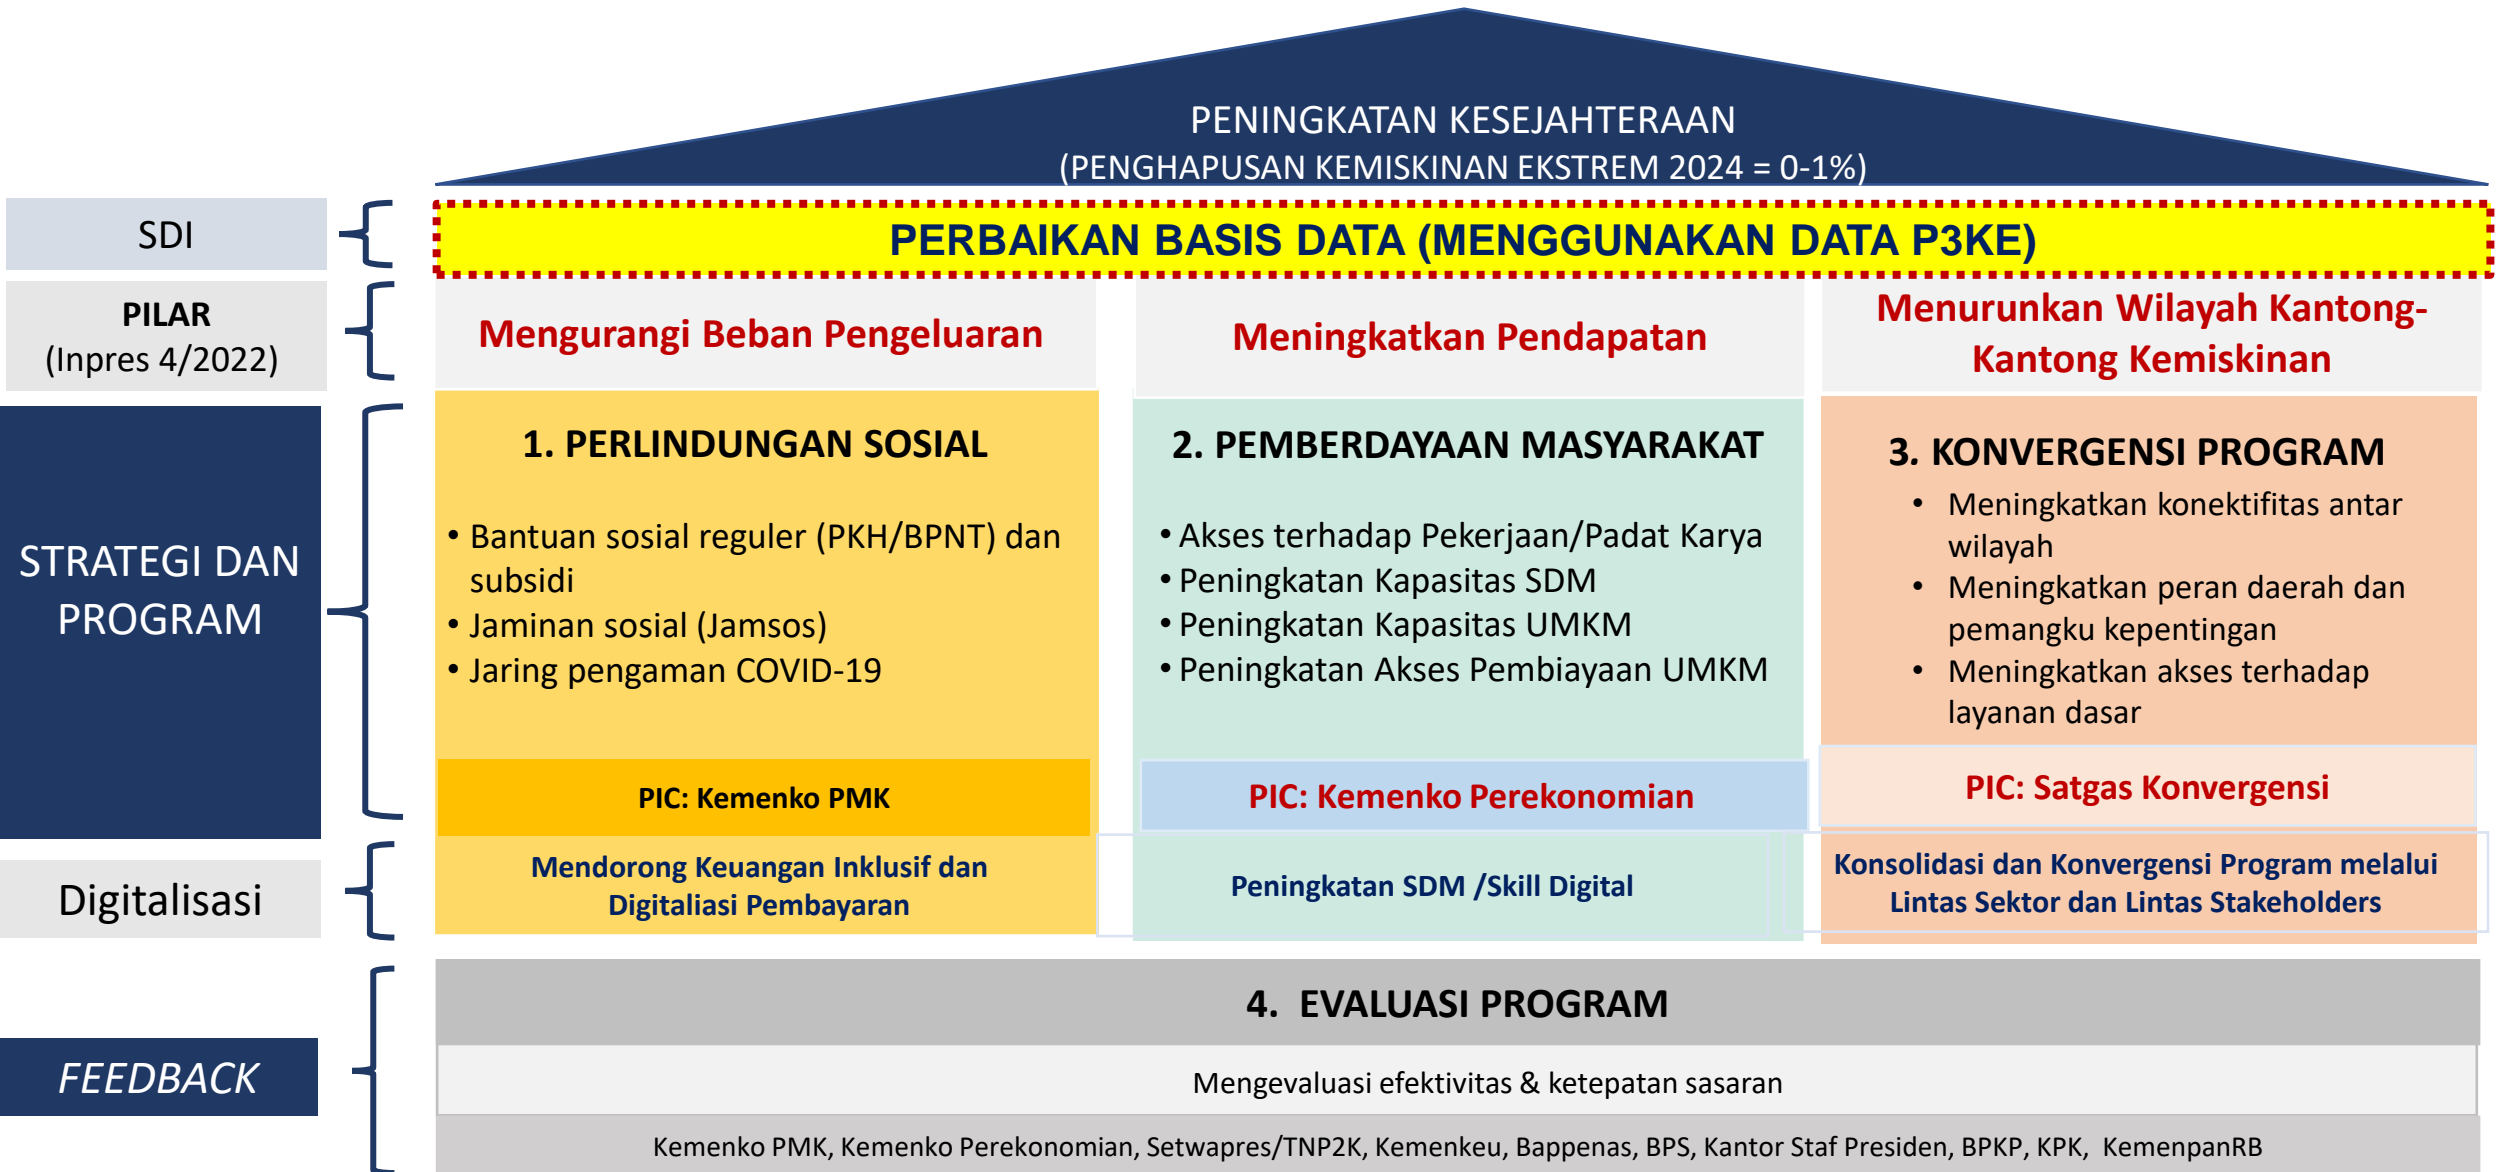 PENINGKATAN KESEJAHTERAAN
(PENGHAPUSAN KEMISKINAN EKSTREM 2024 = 0-1%)
SDI
PERBAIKAN BASIS DATA (MENGGUNAKAN DATA P3KE)
PILAR
(Inpres 4/2022)
Mengurangi Beban Pengeluaran
Meningkatkan Pendapatan
Menurunkan Wilayah Kantong-
Kantong Kemiskinan
STRATEGI DAN
PROGRAM
1. PERLINDUNGAN SOSIAL
• Bantuan sosial reguler (PKH/BPNT) dan
subsidi
• Jaminan sosial (Jamsos)
• Jaring pengaman COVID-19
PIC: Kemenko PMK
2. PEMBERDAYAAN MASYARAKAT
• Akses terhadap Pekerjaan/Padat Karya
• Peningkatan Kapasitas SDM
• Peningkatan Kapasitas UMKM
• Peningkatan Akses Pembiayaan UMKM
PIC: Kemenko Perekonomian
3. KONVERGENSI PROGRAM
• Meningkatkan konektifitas antar
wilayah
• Meningkatkan peran daerah dan
pemangku kepentingan
• Meningkatkan akses terhadap
layanan dasar
PIC: Satgas Konvergensi
Digitalisasi
Mendorong Keuangan Inklusif dan
Digitaliasi Pembayaran
Peningkatan SDM /Skill Digital
Konsolidasi dan Konvergensi Program melalui
Lintas Sektor dan Lintas Stakeholders
FEEDBACK
4. EVALUASI PROGRAM
Mengevaluasi efektivitas & ketepatan sasaran
Kemenko PMK, Kemenko Perekonomian, Setwapres/TNP2K, Kemenkeu, Bappenas, BPS, Kantor Staf Presiden, BPKP, KPK, KemenpanRB